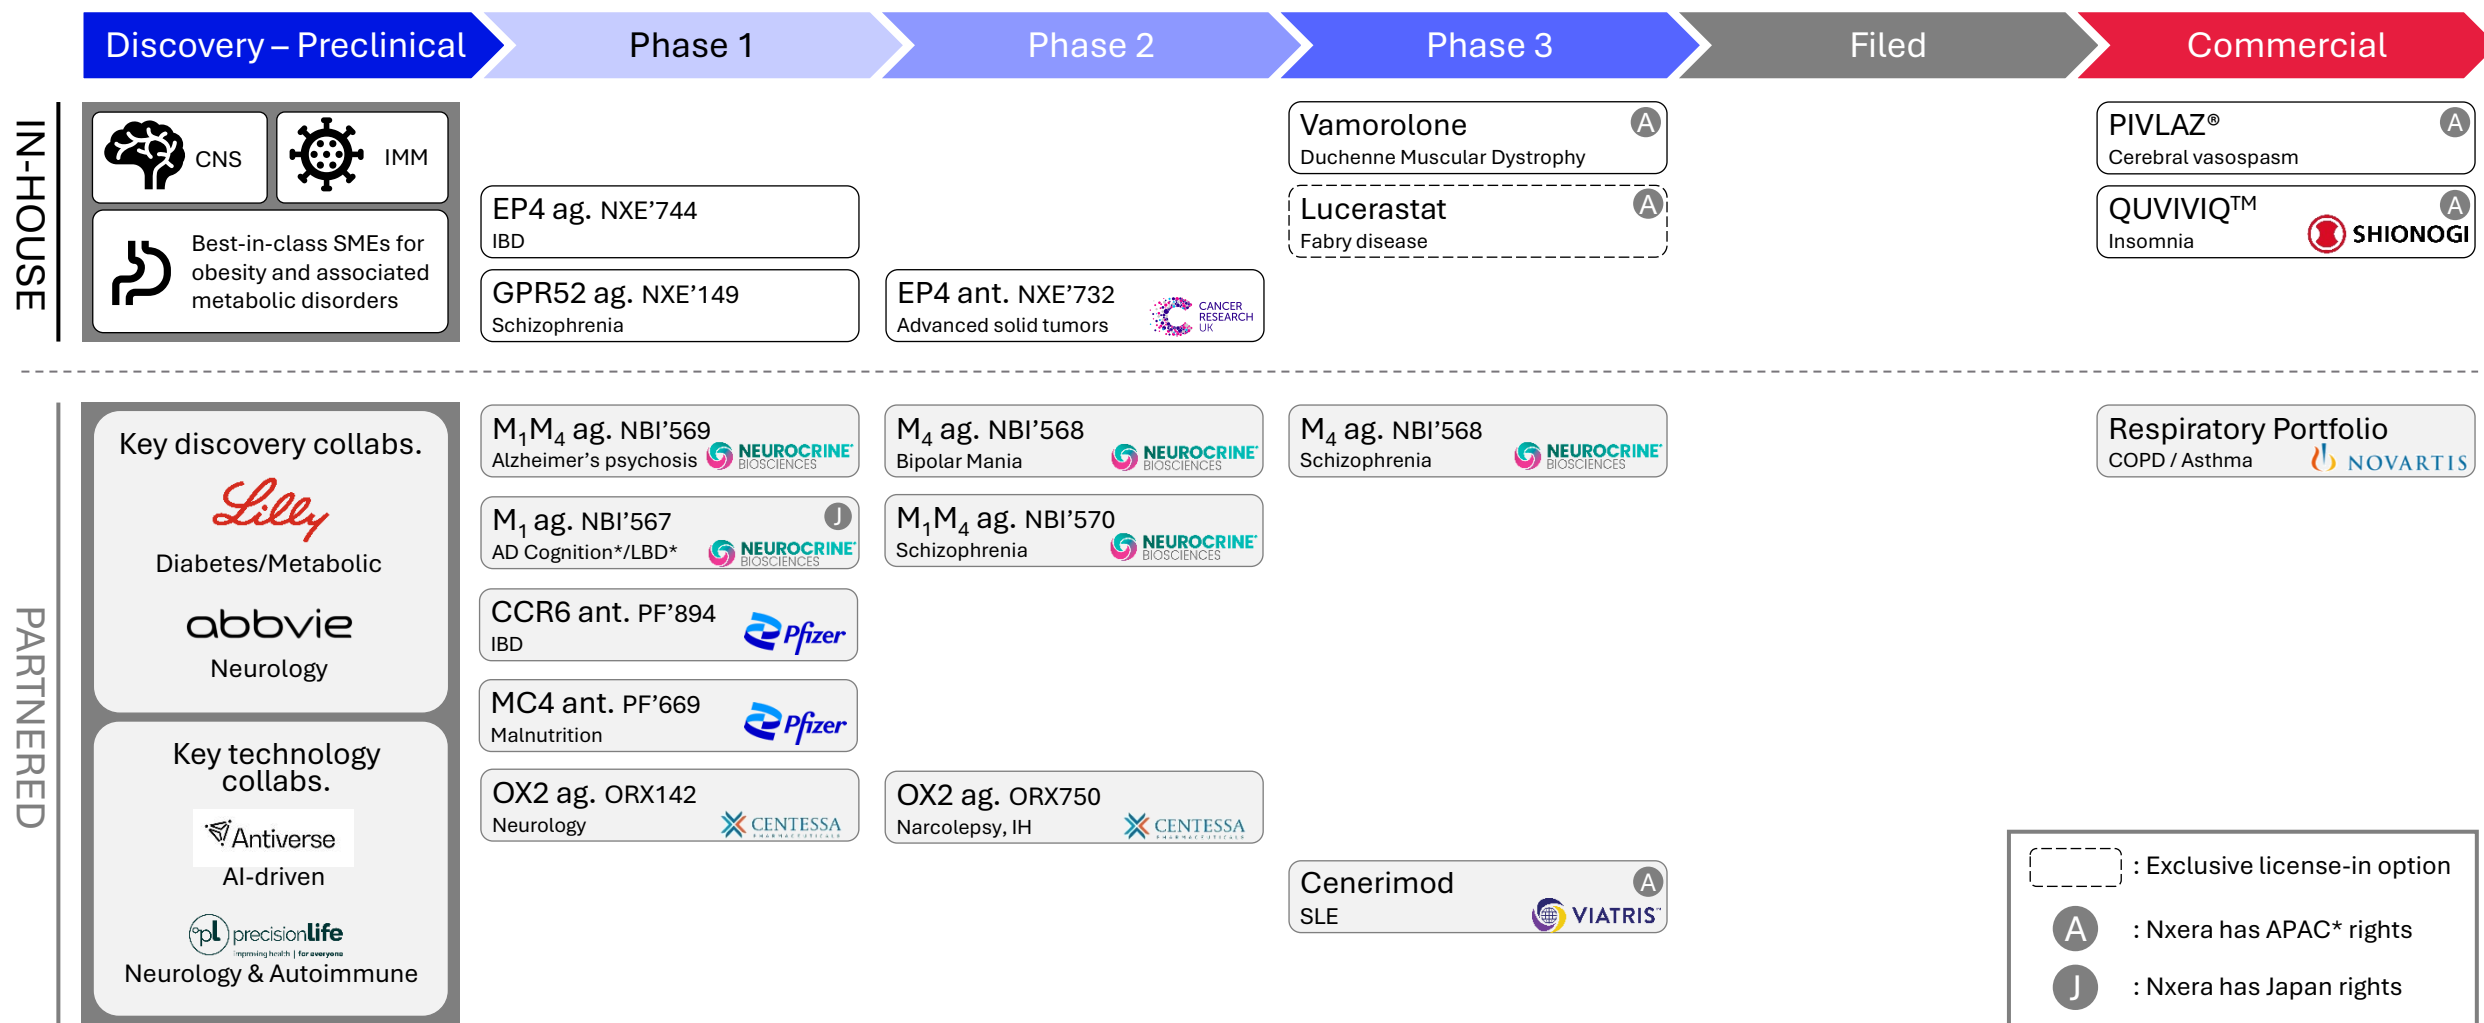 Discovery – Preclinical
Phase 1
Phase 2
Phase 3
Filed
Commercial
IN-HOUSE
CNS
IMM
Best-in-class SMEs for
obesity and associated
metabolic disorders
EP4 ag. NXE’744
IBD
GPR52 ag. NXE’149
Schizophrenia
EP4 ant. NXE’732
Advanced solid tumors
CANCER
RESEARCH
UK
Vamorolone
A
Duchenne Muscular Dystrophy
Lucerastat
A
Fabry disease
PIVLAZ®
A
Cerebral vasospasm
QUVIVIQ™
A
Insomnia
SHIONOGI
PARTNERED
Key discovery collabs.
Lilly
Diabetes/Metabolic
abbvie
Neurology
Key technology
collabs.
Antiverse
AI-driven
°pl precisionlife
improving health | for everyone
Neurology & Autoimmune
M₁M₄ ag. NBI’569
Alzheimer’s psychosis
NEUROCRINE
BIOSCIENCES
M₁ ag. NBI’567
J
AD Cognition*/LBD*
NEUROCRINE
BIOSCIENCES
CCR6 ant. PF’894
IBD
Pfizer
MC4 ant. PF’669
Malnutrition
Pfizer
OX2 ag. ORX142
Neurology
CENTESSA
PHARMACEUTICALS
M₄ ag. NBI’568
Bipolar Mania
NEUROCRINE
BIOSCIENCES
M₁M₄ ag. NBI’570
Schizophrenia
NEUROCRINE
BIOSCIENCES
OX2 ag. ORX750
Narcolepsy, IH
CENTESSA
PHARMACEUTICALS
M₄ ag. NBI’568
Schizophrenia
NEUROCRINE
BIOSCIENCES
Cenerimod
A
SLE
VIATRIS™
Respiratory Portfolio
COPD / Asthma
NOVARTIS
: Exclusive license-in option
A : Nxera has APAC* rights
J : Nxera has Japan rights